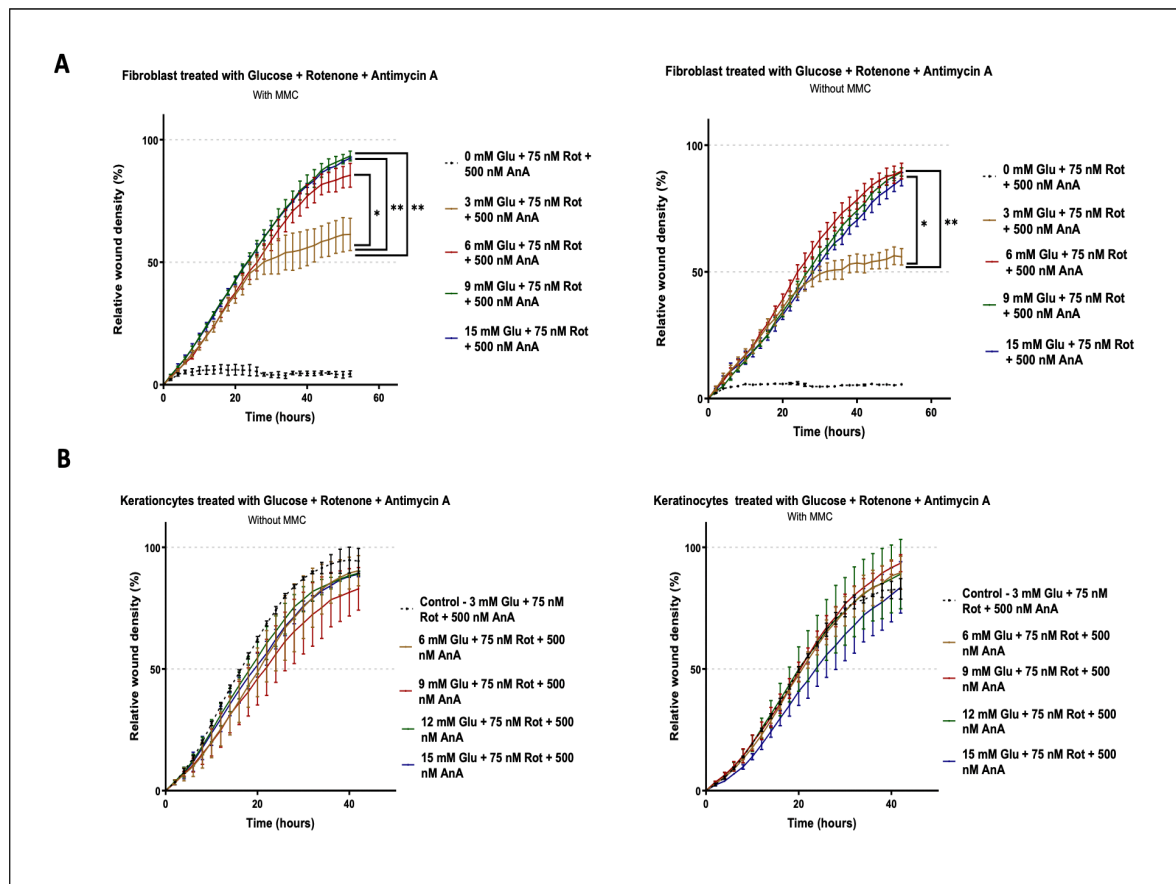 A
Fibroblast treated with Glucose + Rotenone + Antimycin A
With MMC
Relative wound density (%)
100
50
0
0
20
40
60
Time (hours)
*
**
**
0 mM Glu + 75 nM Rot +
500 nM AnA
3 mM Glu + 75 nM Rot
+ 500 nM AnA
6 mM Glu + 75 nM Rot
+ 500 nM AnA
9 mM Glu + 75 nM Rot
+ 500 nM AnA
15 mM Glu + 75 nM Rot
+ 500 nM AnA
Fibroblast treated with Glucose + Rotenone + Antimycin A
Without MMC
Relative wound density (%)
100
50
0
0
20
40
60
Time (hours)
*
**
0 mM Glu + 75 nM Rot
+ 500 nM AnA
3 mM Glu + 75 nM Rot
+ 500 nM AnA
6 mM Glu + 75 nM Rot
+ 500 nM AnA
9 mM Glu + 75 nM Rot
+ 500 nM AnA
15 mM Glu + 75 nM Rot
+ 500 nM AnA
B
Kerationcytes treated with Glucose + Rotenone + Antimycin A
Without MMC
Relative wound density (%)
100
50
0
0
20
40
Time (hours)
Control - 3 mM Glu + 75 nM
Rot + 500 nM AnA
6 mM Glu + 75 nM Rot + 500
nM AnA
9 mM Glu + 75 nM Rot + 500
nM AnA
12 mM Glu + 75 nM Rot + 500
nM AnA
15 mM Glu + 75 nM Rot + 500
nM AnA
Keratinocytes treated with Glucose + Rotenone + Antimycin A
With MMC
Relative wound density (%)
100
50
0
0
20
40
Time (hours)
Control - 3 mM Glu + 75 nM
Rot + 500 nM AnA
6 mM Glu + 75 nM Rot + 500
nM AnA
9 mM Glu + 75 nM Rot + 500
nM AnA
12 mM Glu + 75 nM Rot + 500
nM AnA
15 mM Glu + 75 nM Rot + 500
nM AnA